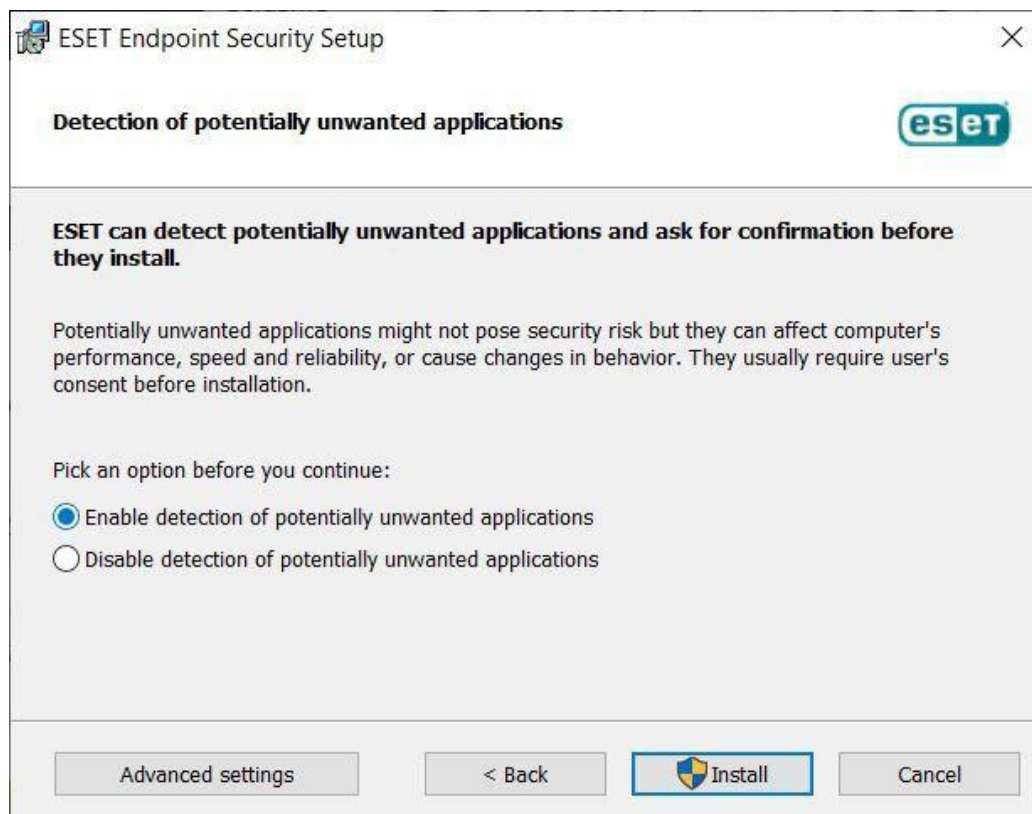 ESET Endpoint Security Setup
Detection of potentially unwanted applications
eset
ESET can detect potentially unwanted applications and ask for confirmation before
they install.
Potentially unwanted applications might not pose security risk but they can affect computer's
performance, speed and reliability, or cause changes in behavior. They usually require user's
consent before installation.
Pick an option before you continue:
Enable detection of potentially unwanted applications
Disable detection of potentially unwanted applications
Advanced settings
< Back
Install
Cancel